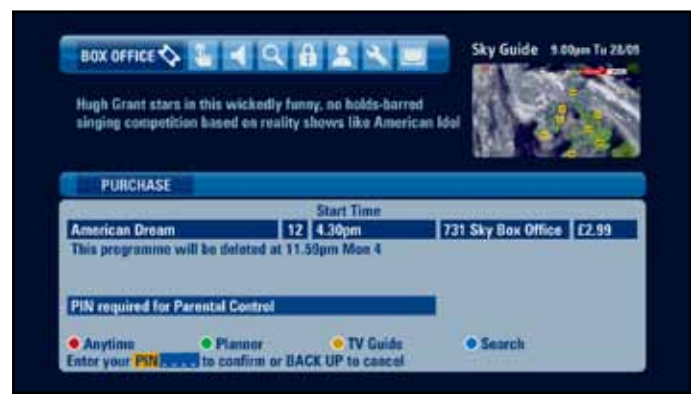 BOX OFFICE
Sky Guide 9.00pm Tu 28/09
Hugh Grant stars in this wickedly funny, no holds-barred
singing competition based on reality shows like American Idol
PURCHASE
Start Time
American Dream 12 4.30pm 731 Sky Box Office £2.99
This programme will be deleted at 11.59pm Mon 4
PIN required for Parental Control
Anytime Planner TV Guide Search
Enter your PIN .... to confirm or BACK UP to cancel